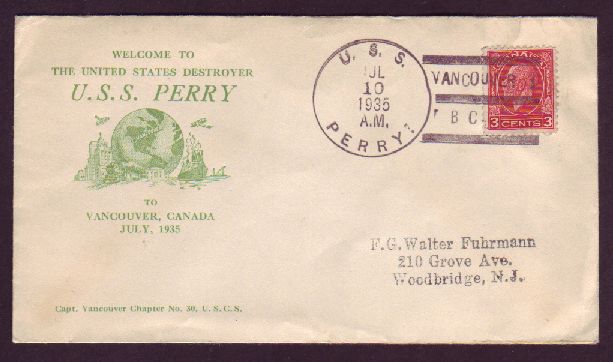 WELCOME TO
THE UNITED STATES DESTROYER
U.S.S. PERRY
TO
VANCOUVER, CANADA
JULY, 1935
Capt. Vancouver Chapter No. 30, U. S. C. S.
U. S. S.
JUL
10
1935
A.M.
PERRY
VANCOUVER
B C
CANADA
3 CENTS 3
F.G.Walter Fuhrmann
210 Grove Ave.
Woodbridge, N.J.